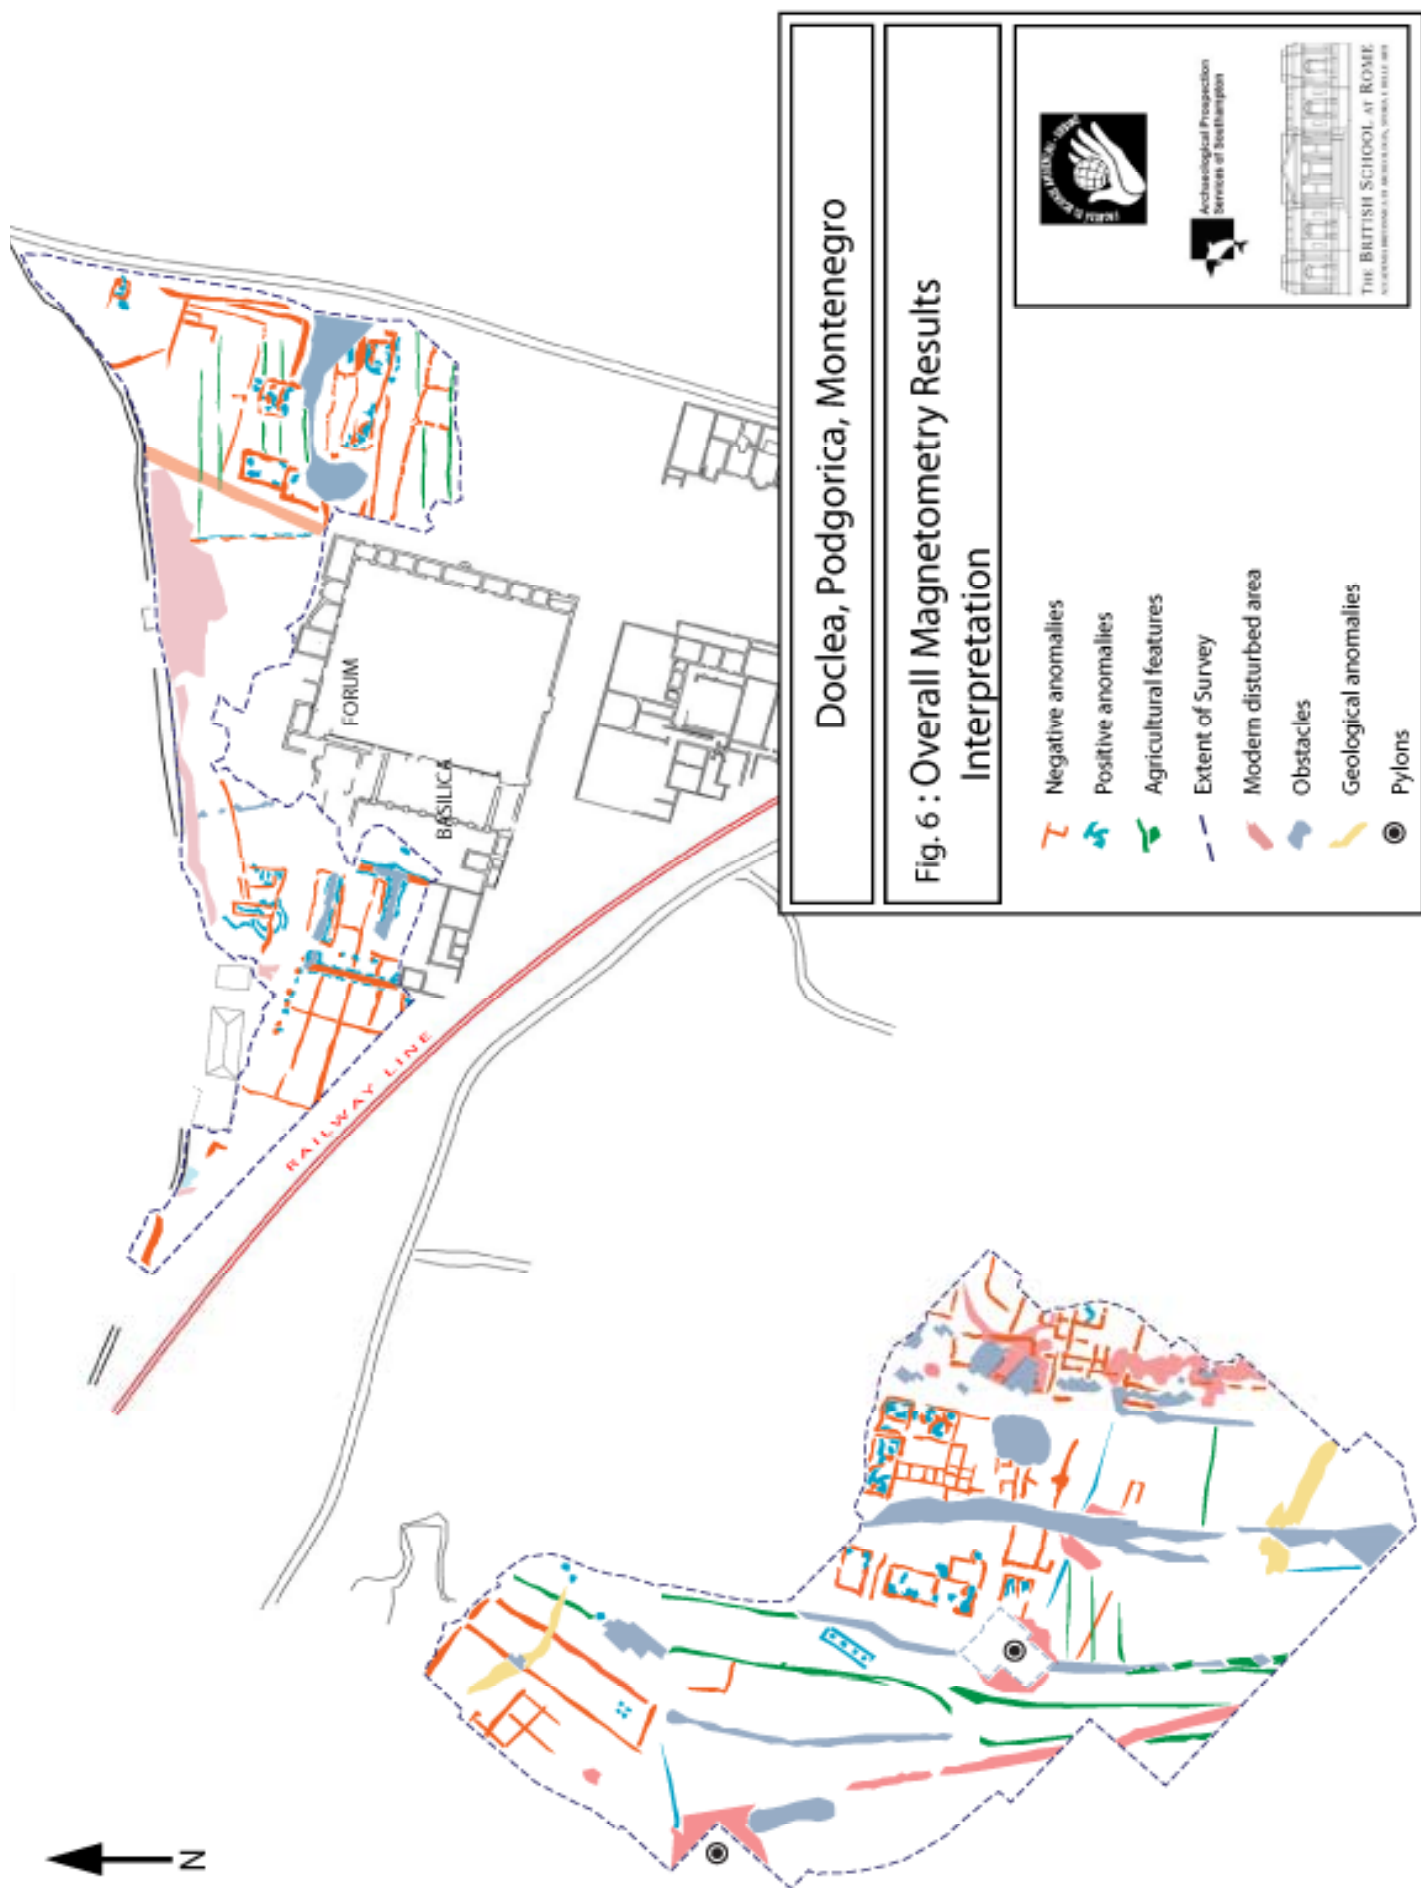 Doclea, Podgorica, Montenegro
Fig. 6 : Overall Magnetometry Results
Interpretation
Negative anomalies
Positive anomalies
Agricultural features
Extent of Survey
Modern disturbed area
Obstacles
Geological anomalies
Pylons
Archaeological Prospection
Services of Southampton
THE BRITISH SCHOOL AT ROME
FORUM
BASILICA
RAILWAY LINE
N